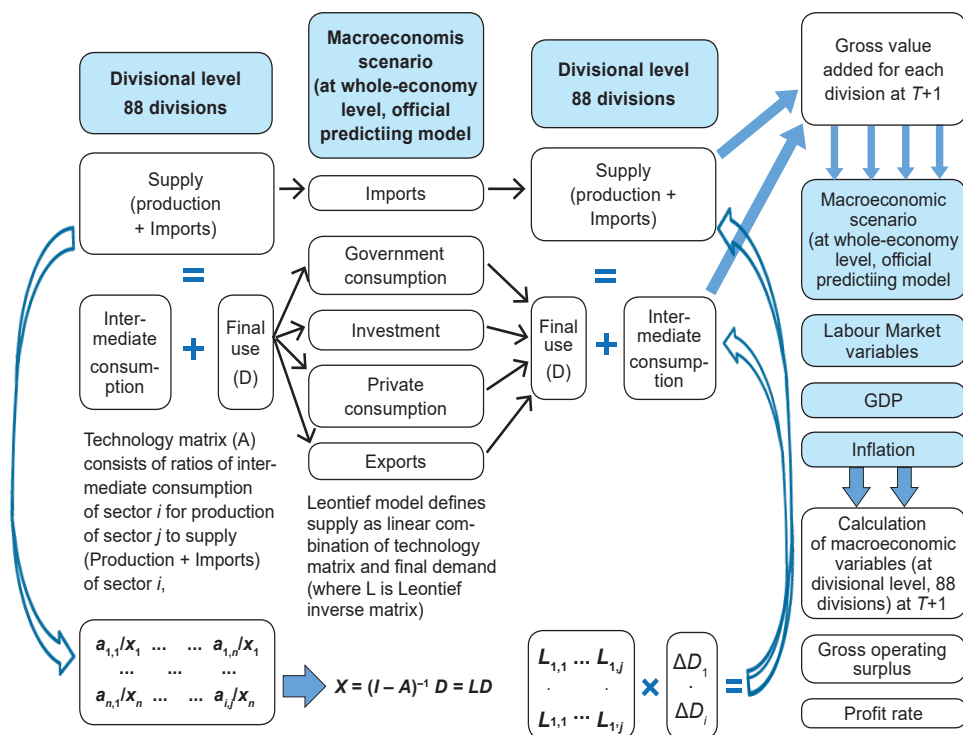 Divisional level
88 divisions
Macroeconomis
scenario
(at whole-economy
level, official
predictiing model
Divisional level
88 divisions
Gross value
added for each
division at T+1
Supply
(production
+ Imports)
Imports
Supply
(production +
Imports)
Macroeconomic
scenario
(at whole-economy
level, official
predictiing model
=
Government
consumption
=
Inter-
mediate
consum-
ption
+
Final
use
(D)
Investment
Private
consumption
Exports
Final
use
(D)
+
Inter-
mediate
consump-
tion
Labour Market
variables
GDP
Inflation
Technology matrix (A)
consists of ratios of inter-
mediate consumption
of sector i for production
of sector j to supply
(Production + Imports)
of sector i,
Leontief model defines
supply as linear com-
bination of technology
matrix and final demand
(where L is Leontief
inverse matrix)
Calculation
of macroeconomic
variables (at
divisional level, 88
divisions) at T+1
a1,1/x1 ... ... a1,n/x1
... ... ...
an,1/xn ... ... ai,j/xn
X = (I – A)–1 D = LD
L1,1 ... L1,j
. .
L1,1 ... L1,j
×
ΔD1
.
ΔDi
=
Gross operating
surplus
Profit rate